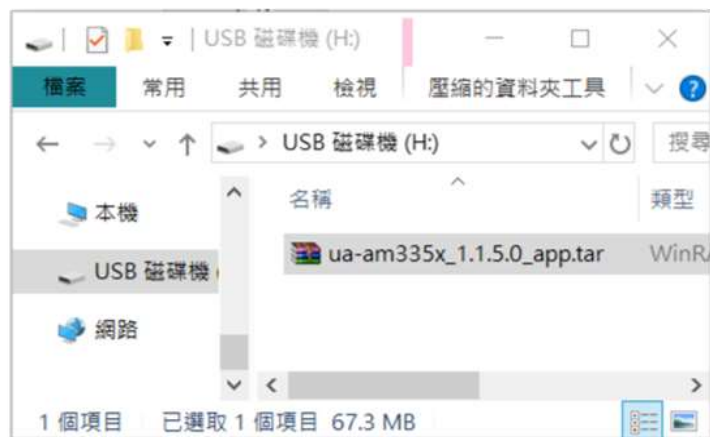 USB 磁碟機 (H:)
檔案 常用 共用 檢視 壓縮的資料夾工具
USB 磁碟機 (H:) 搜尋
名稱 類型
本機
ua-am335x_1.1.5.0_app.tar WinRA
USB 磁碟機
網路
1 個項目 已選取 1 個項目 67.3 MB